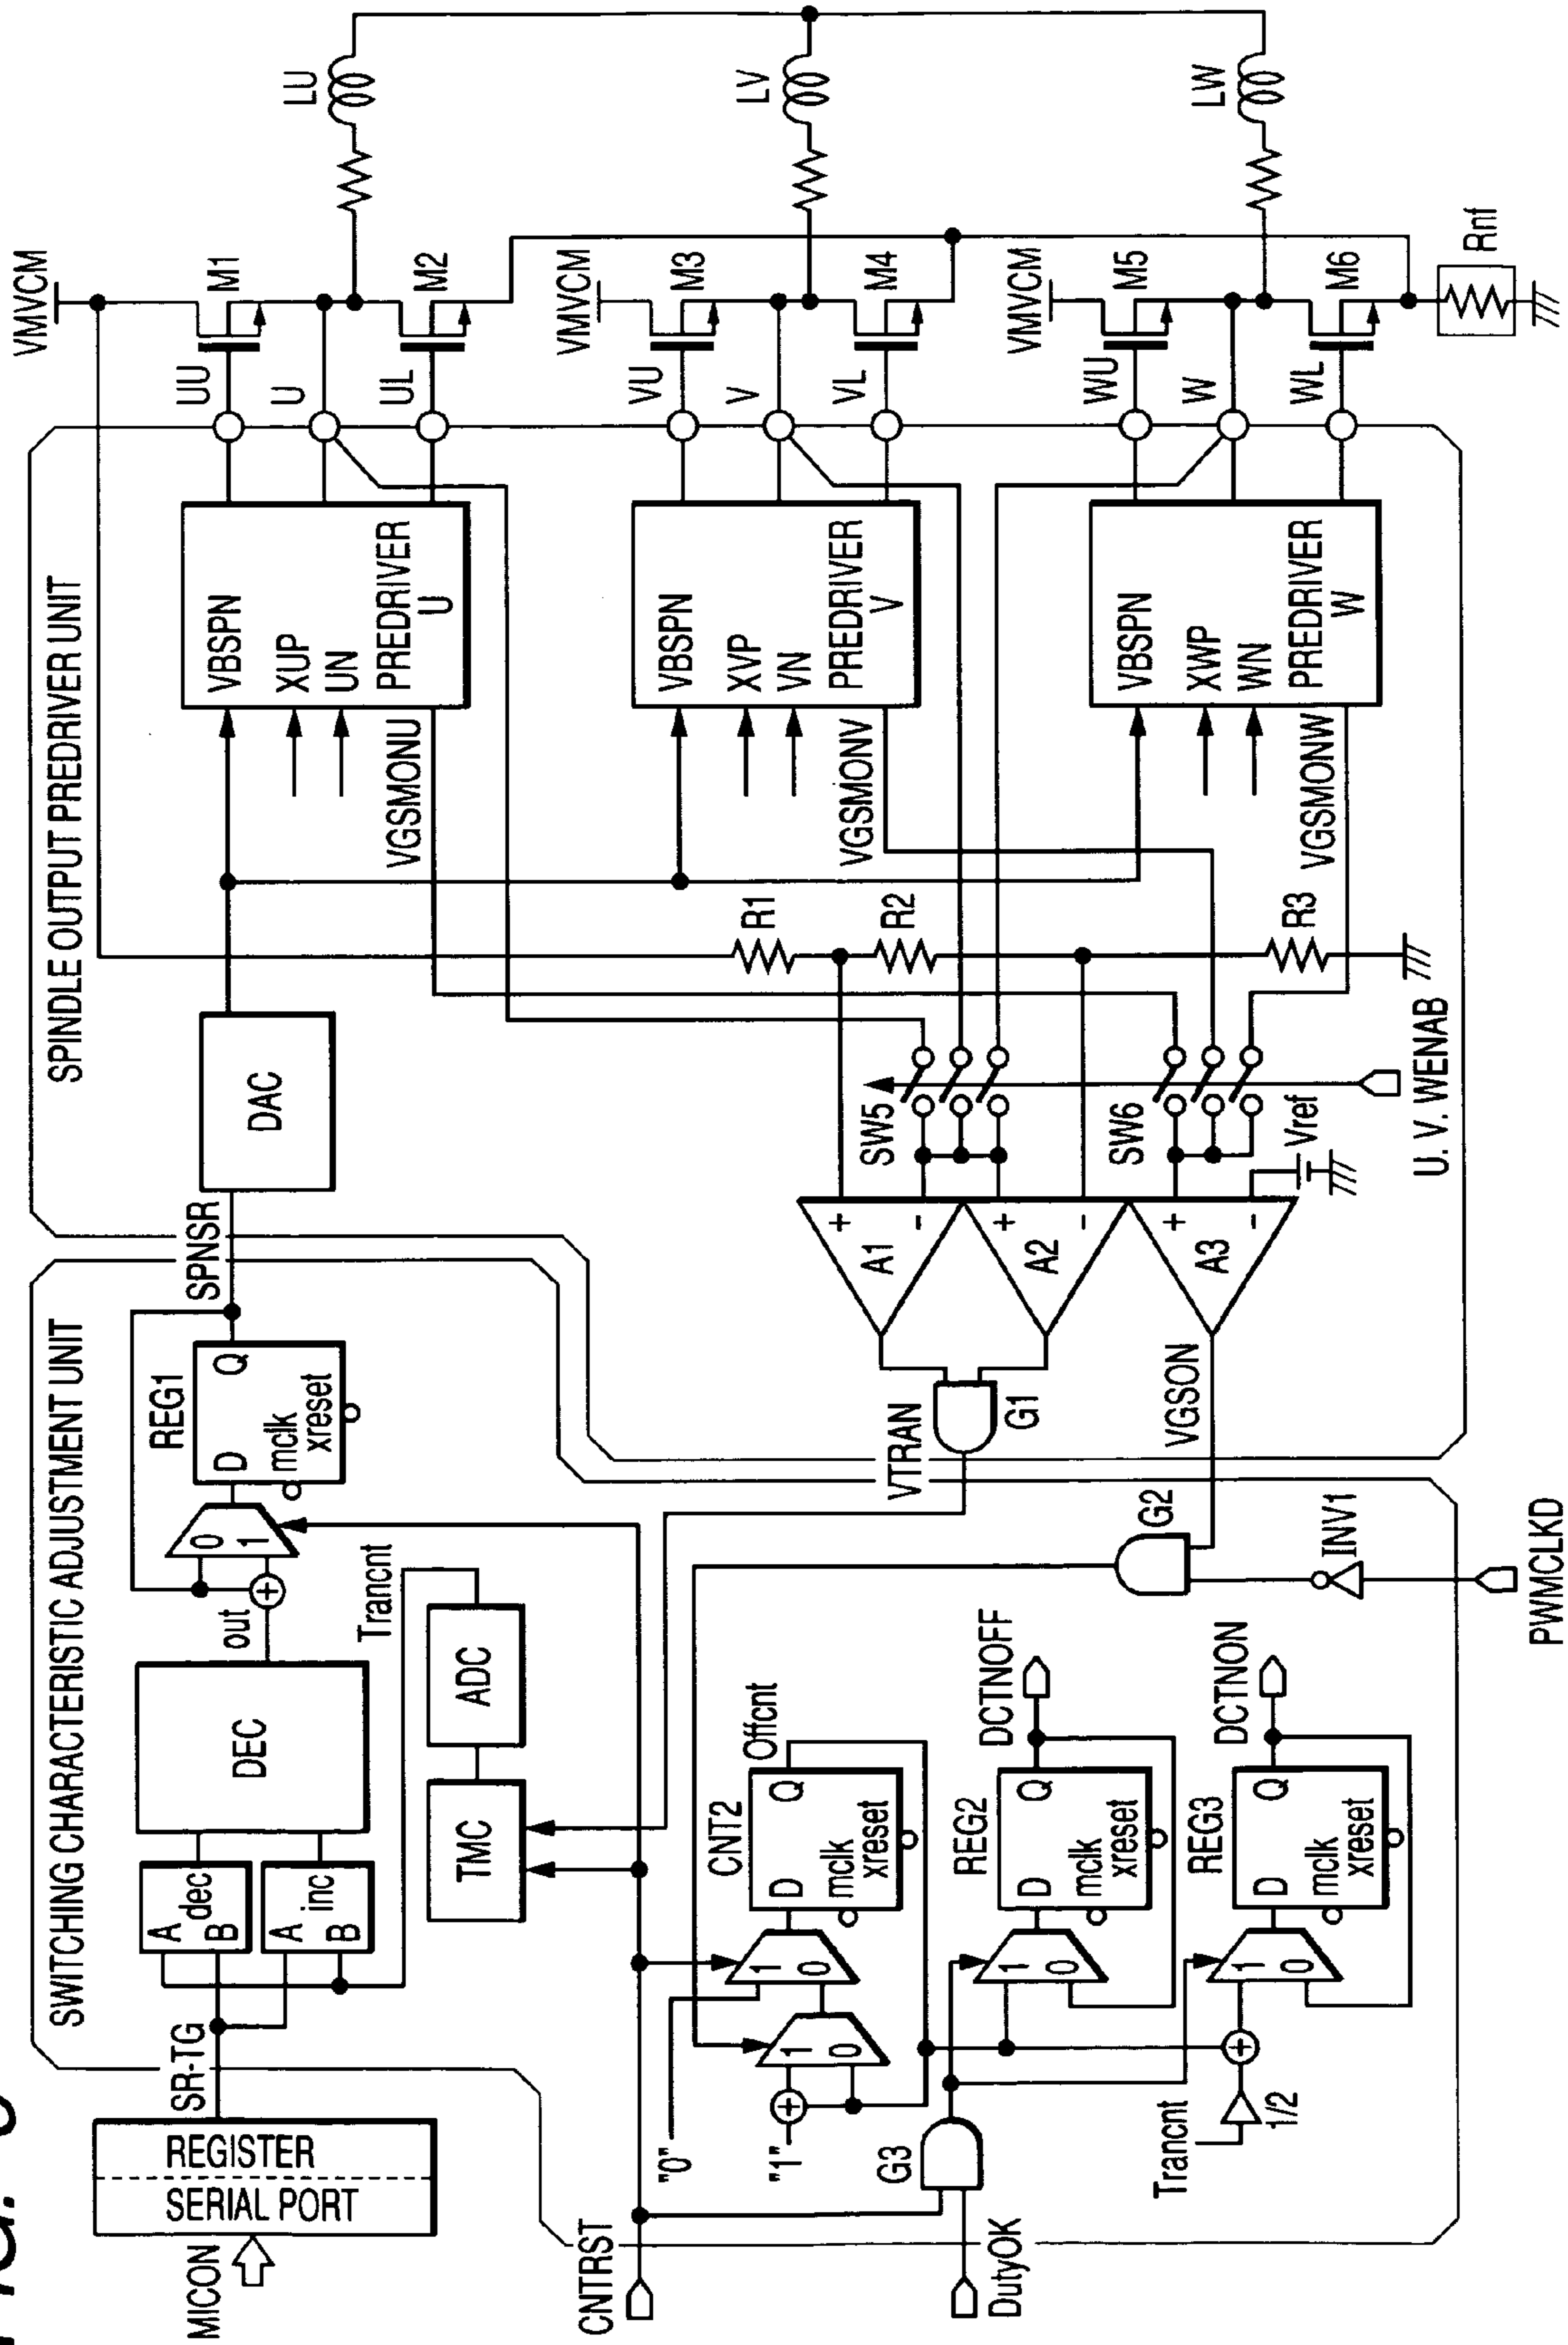 SPINDLE OUTPUT PREDRIVER UNIT
SWITCHING CHARACTERISTIC ADJUSTMENT UNIT
VMVCM
M1
UU
U
UL
M2
LU
VMVCM
M3
VU
V
VL
M4
LV
VMVCM
M5
WU
W
WL
M6
LW
Rnf
VBSPN
XUP
UN
PREDRIVER
U
VGSMONU
VBSPN
XVP
VN
PREDRIVER
V
VGSMONV
VBSPN
XWP
WN
PREDRIVER
W
VGSMONW
DAC
R1
R2
R3
SW5
SW6
Vref
U. V. WENAB
+
-
A1
+
-
A2
+
-
A3
G1
VTRAN
VGSON
SPNSR
REG1
D
Q
mclk
xreset
0
1
+
out
DEC
A
dec
B
A
inc
B
Trancnt
ADC
TMC
SR-TG
REGISTER
SERIAL PORT
MICON
CNTRST
"0"
"1"
+
1
0
1
0
CNT2
D
Q
mclk
xreset
Offcnt
G2
INV1
PWMCLKD
G3
DutyOK
1
0
REG2
D
Q
mclk
xreset
DCTNOFF
Trancnt
1/2
+
1
0
REG3
D
Q
mclk
xreset
DCTNON